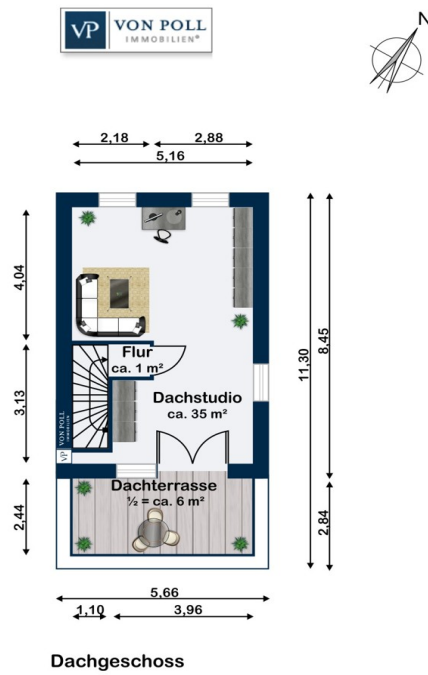 VP VON POLL
IMMOBILIEN®
N
2,18 2,88
5,16
4,04
3,13
2,44
Flur
ca. 1 m²
Dachstudio
ca. 35 m²
VON POLL
IMMOBILIEN
VP
Dachterrasse
½ = ca. 6 m²
11,30
8,45
2,84
5,66
1,10 3,96
Dachgeschoss